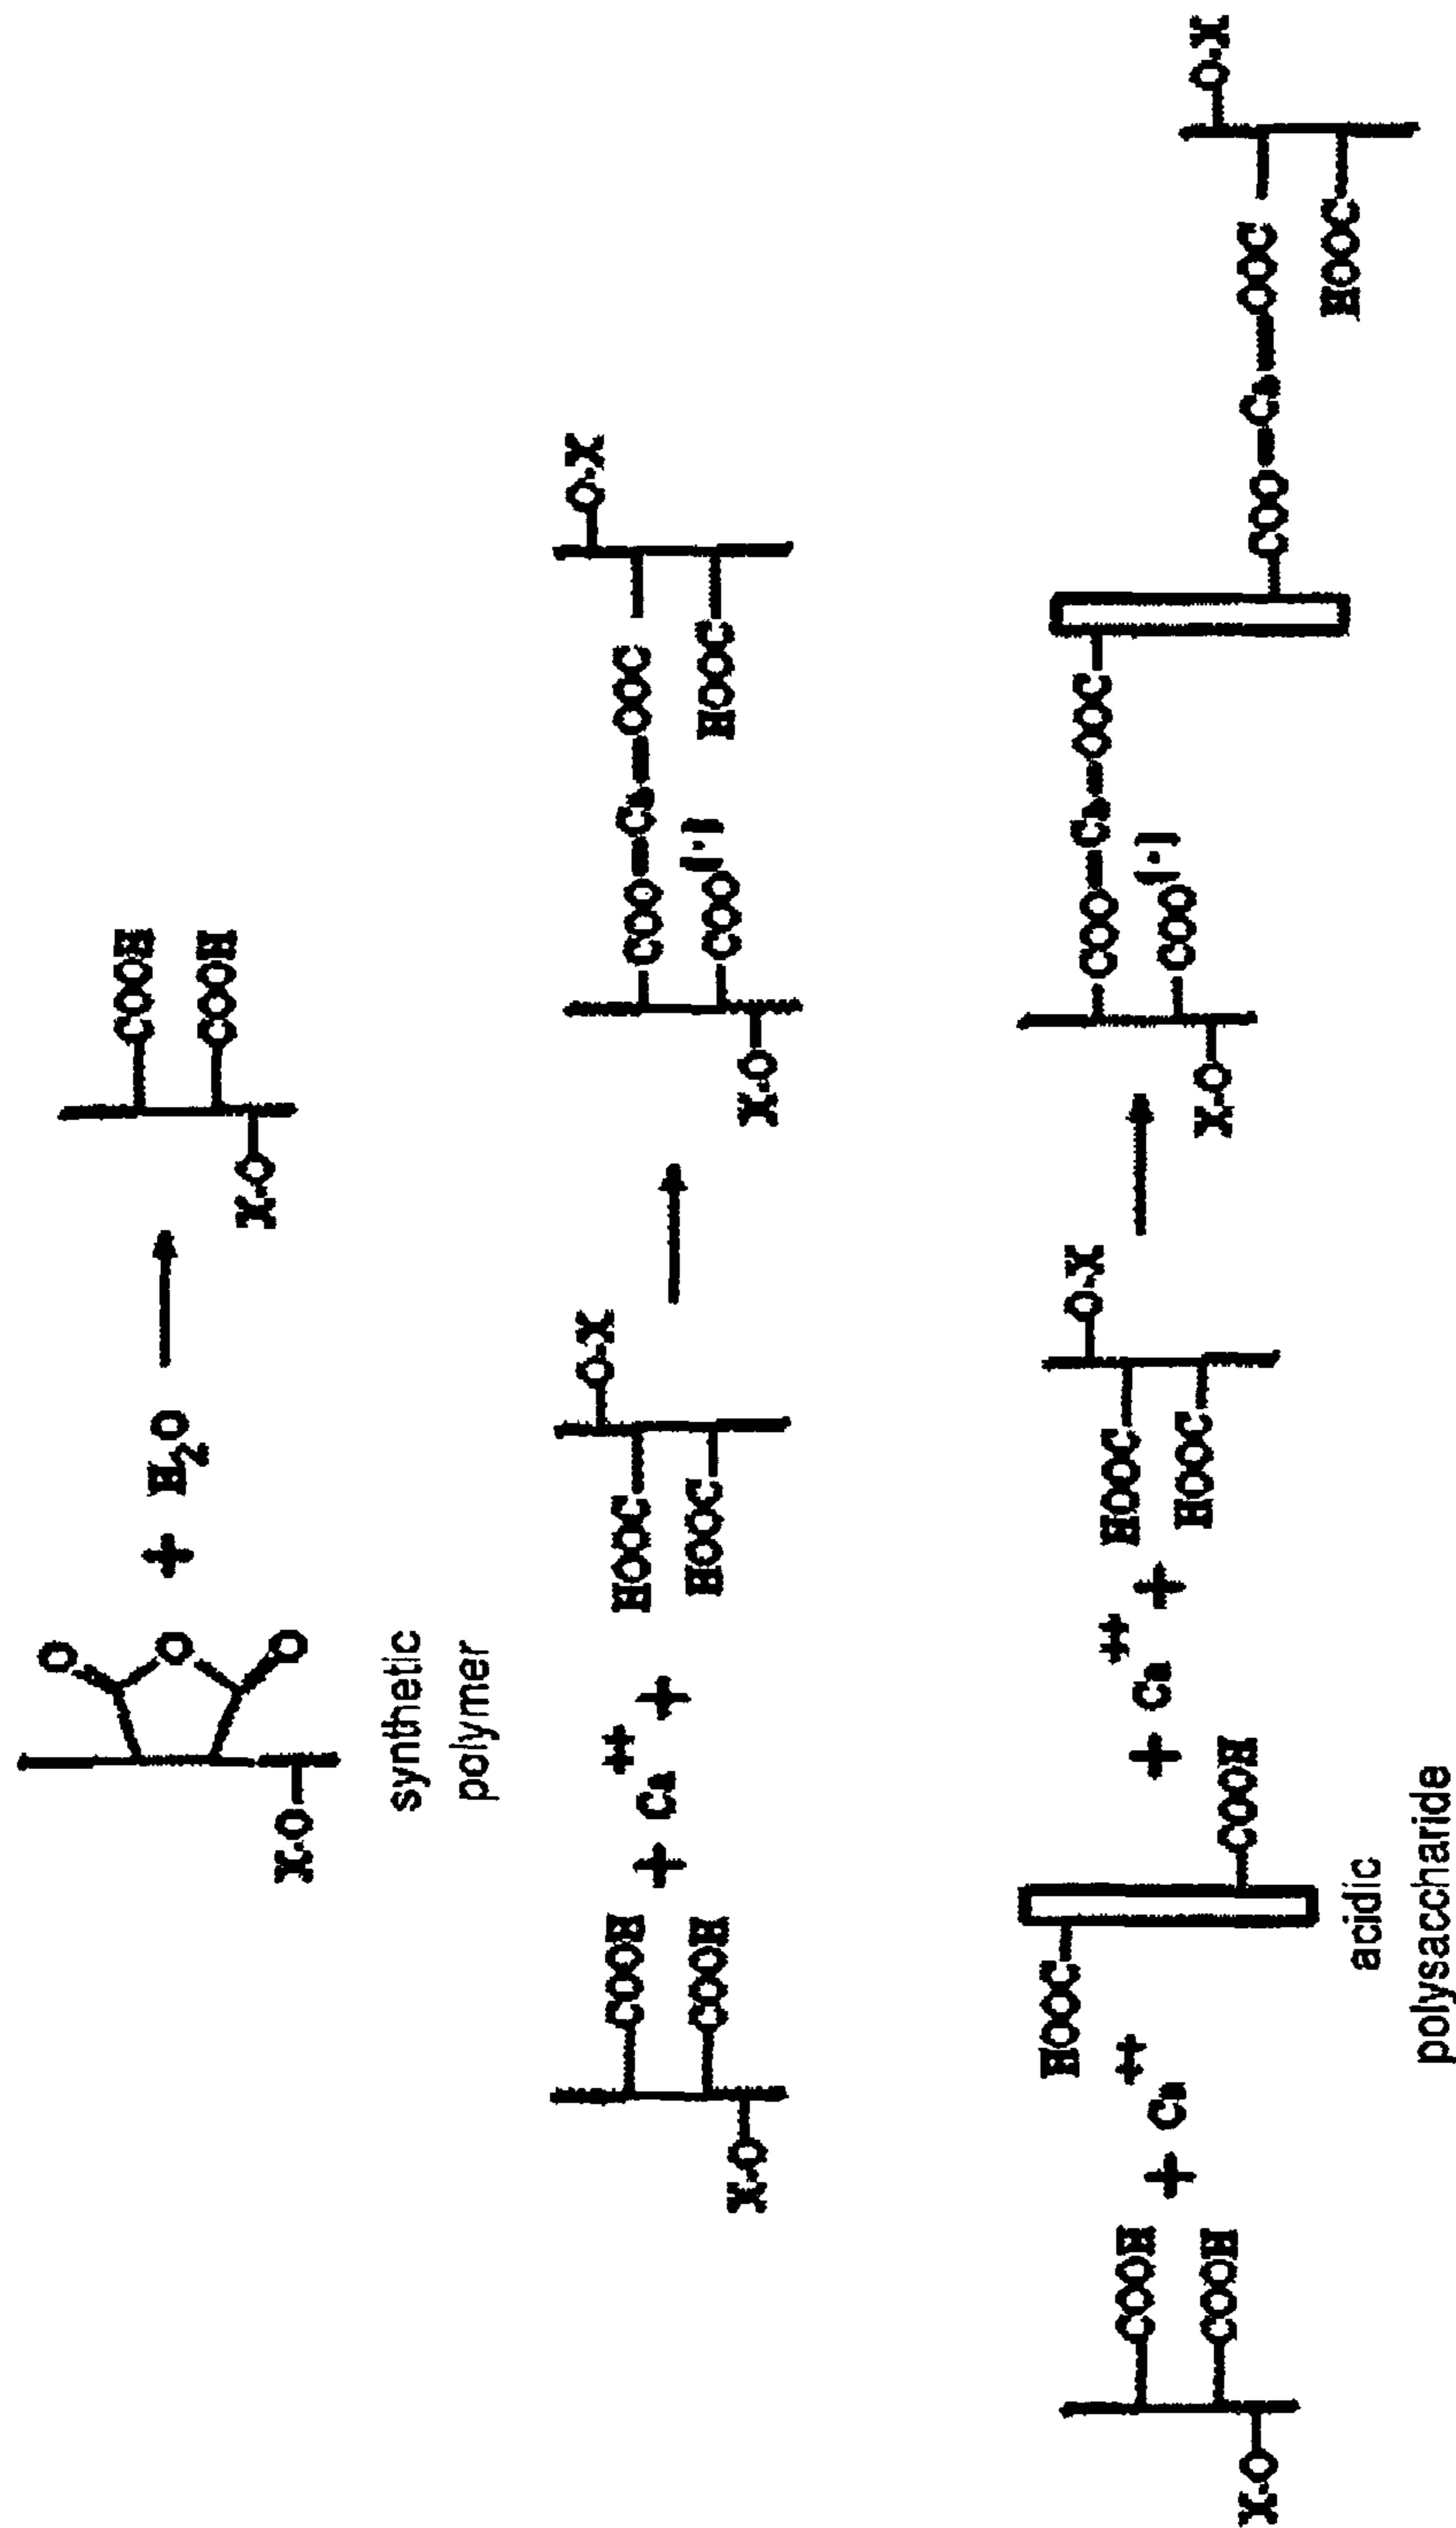 O
COOH
O + H₂O
COOH
X-O O X-O
synthetic
polymer
O-X O-X
COOH + Ca++ + HOOC COO–Ca–OOC
COOH HOOC COO(-) HOOC
X-O X-O
HOOC O-X COO–Ca–OOC
COOH + Ca++ + Ca++ + HOOC O-X
COOH COOH HOOC COO(-) COO–Ca–OOC
X-O X-O HOOC
acidic
polysaccharide